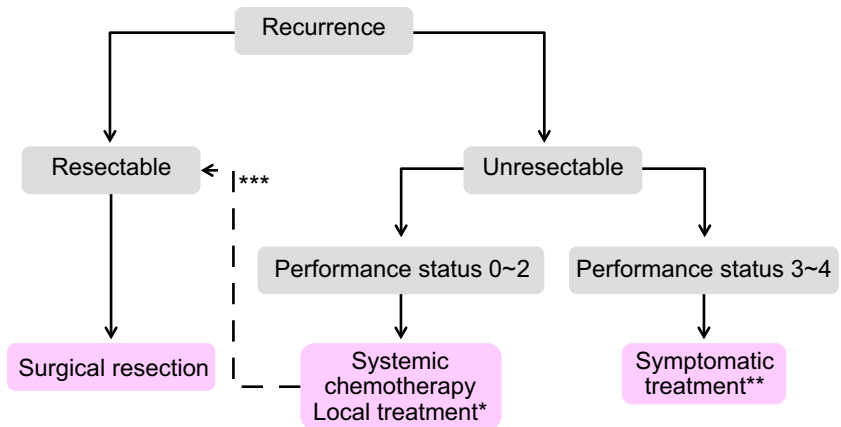 Recurrence
Resectable
***
Unresectable
Performance status 0~2
Performance status 3~4
Surgical resection
Systemic
chemotherapy
Local treatment*
Symptomatic
treatment**